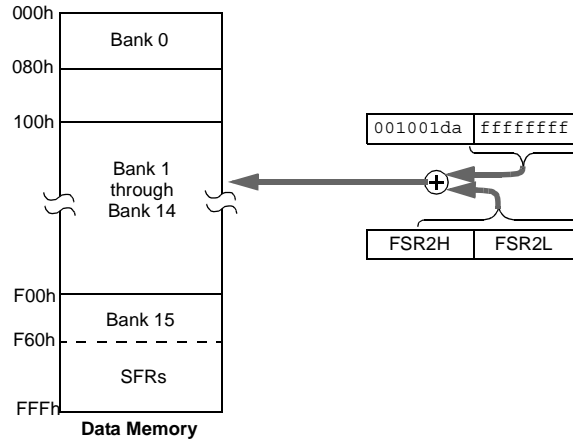 000h
Bank 0
080h
100h
001001da ffffffff
Bank 1
through
Bank 14
FSR2H FSR2L
F00h
Bank 15
F60h
SFRs
FFFh
Data Memory